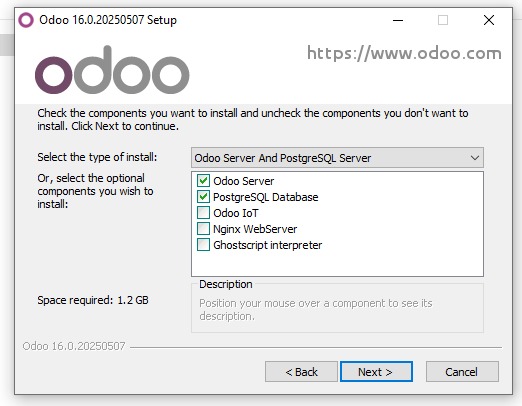 Odoo 16.0.20250507 Setup
odoo
https://www.odoo.com
Check the components you want to install and uncheck the components you don't want to
install. Click Next to continue.
Select the type of install:
Odoo Server And PostgreSQL Server
Or, select the optional
components you wish to
install:
Odoo Server
PostgreSQL Database
Odoo IoT
Nginx WebServer
Ghostscript interpreter
Space required: 1.2 GB
Description
Position your mouse over a component to see its
description.
Odoo 16.0.20250507
< Back
Next >
Cancel